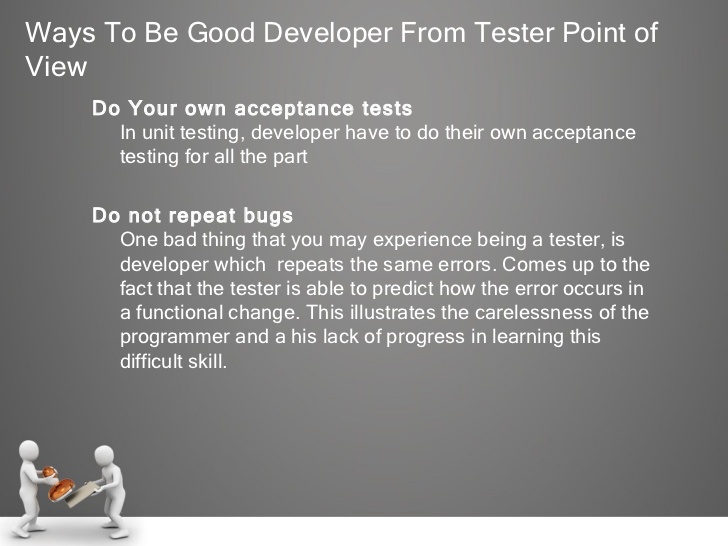 Ways To Be Good Developer From Tester Point of
View
Do Your own acceptance tests
In unit testing, developer have to do their own acceptance
testing for all the part
Do not repeat bugs
One bad thing that you may experience being a tester, is
developer which  repeats the same errors. Comes up to the
fact that the tester is able to predict how the error occurs in
a functional change. This illustrates the carelessness of the
programmer and a his lack of progress in learning this
difficult skill.